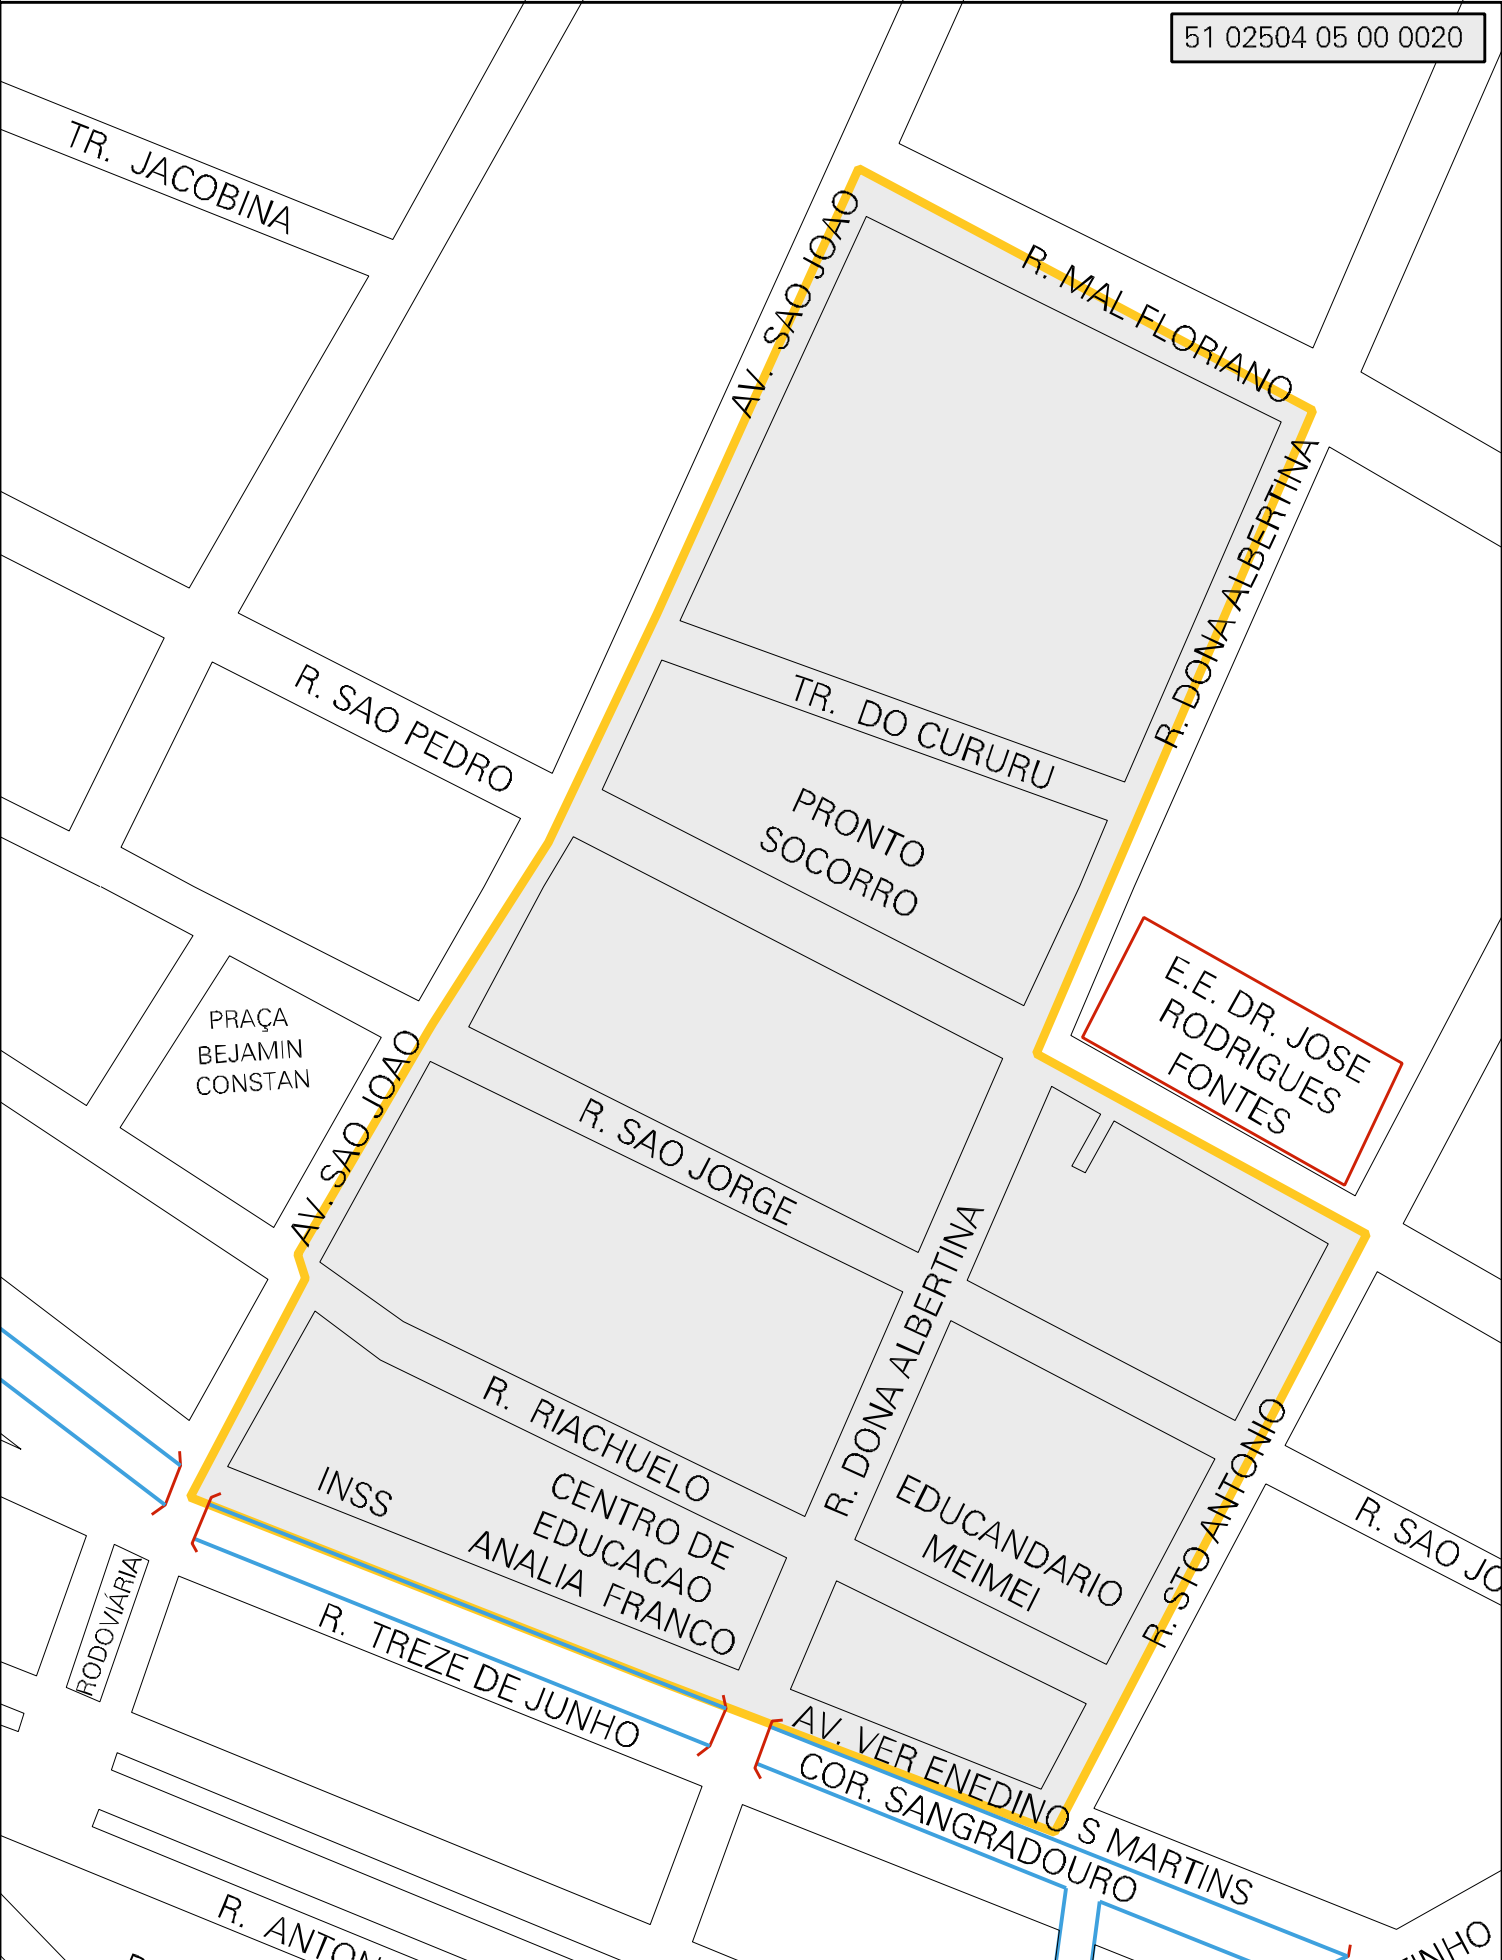 51 02504 05 00 0020
TR. JACOBINA
AV. SAO JOAO
R. MAL FLORIANO
R. DONA ALBERTINA
R. SAO PEDRO
TR. DO CURURU
PRONTO
SOCORRO
E.E. DR. JOSE
RODRIGUES
FONTES
PRAÇA
BEJAMIN
CONSTAN
AV. SAO JOAO
R. SAO JORGE
R. DONA ALBERTINA
R. RIACHUELO
INSS
CENTRO DE
EDUCACAO
ANALIA FRANCO
EDUCANDARIO
MEIMEI
R. STO ANTONIO
R. SAO JO
RODOVIÁRIA
R. TREZE DE JUNHO
AV. VER ENEDINO S MARTINS
COR. SANGRADOURO
R. ANTON
INHO